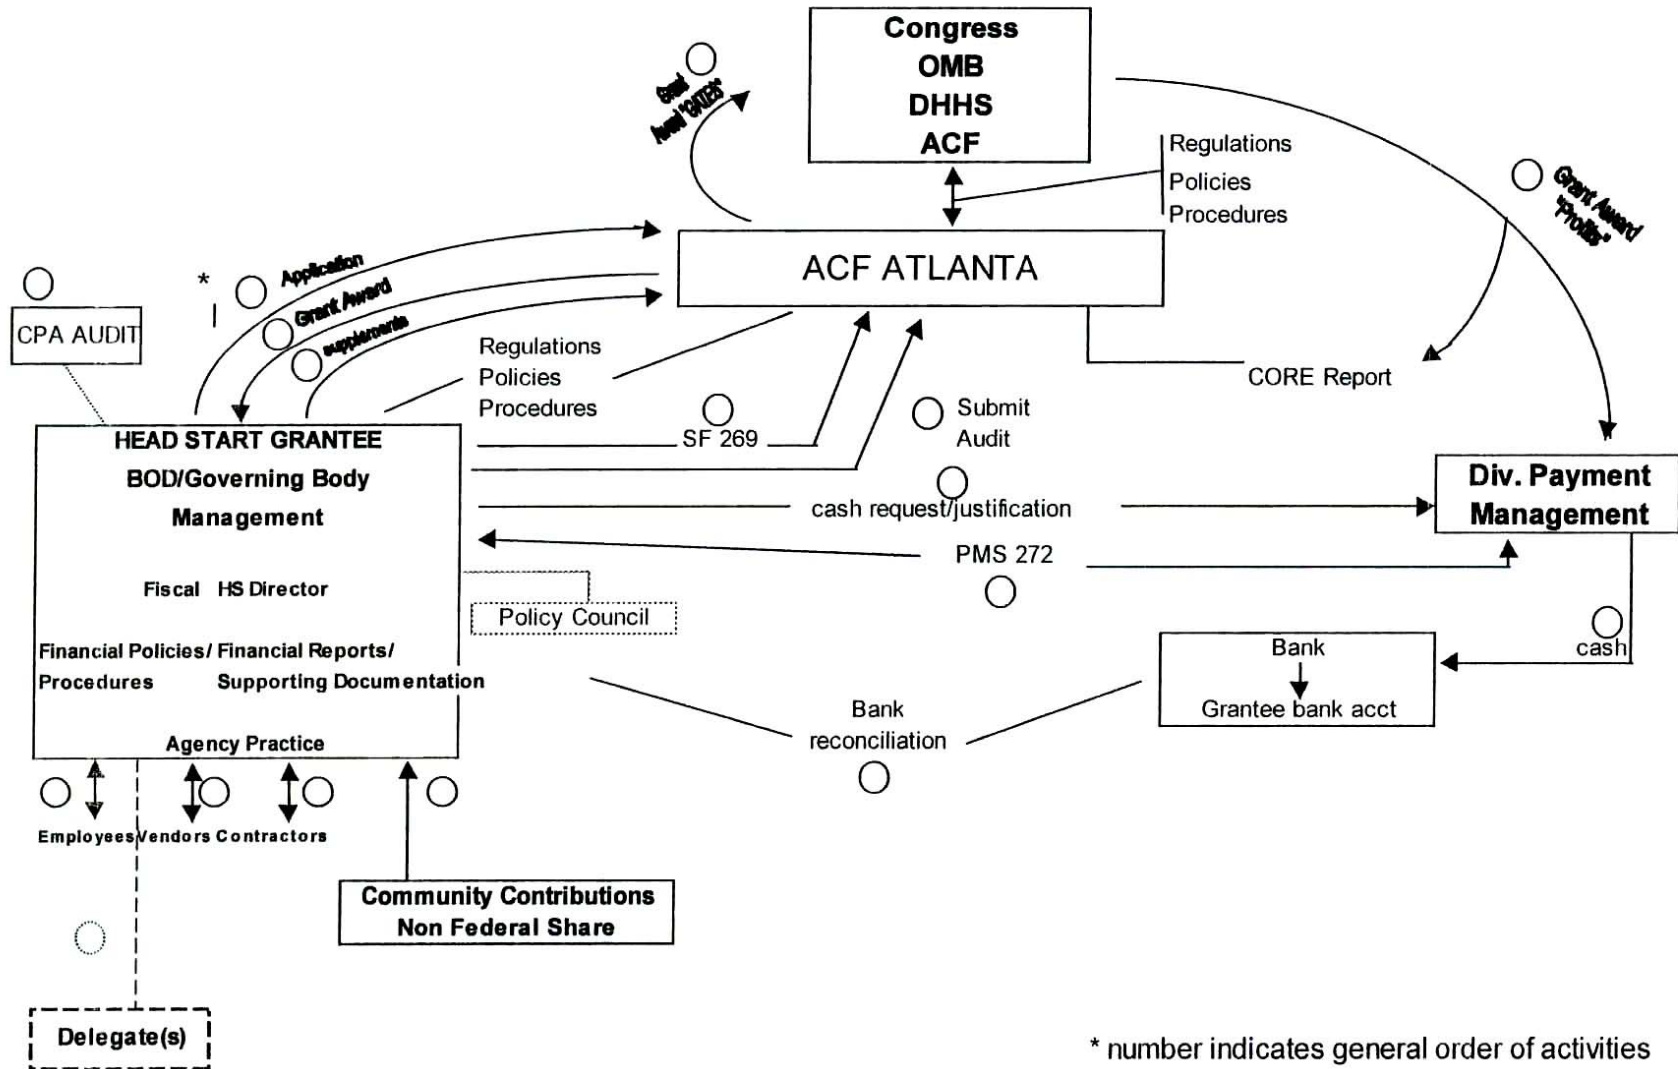 Congress
OMB
DHHS
ACF
Grant
Award "GATES"
Regulations
Policies
Procedures
Grant Award
"Profits"
ACF ATLANTA
*
Application
Grant Award
supplements
CPA AUDIT
Regulations
Policies
Procedures
CORE Report
SF 269
Submit
Audit
HEAD START GRANTEE
BOD/Governing Body
Management
Fiscal HS Director
Financial Policies/ Financial Reports/
Procedures Supporting Documentation
Agency Practice
cash request/justification
Div. Payment
Management
PMS 272
Policy Council
cash
Bank
Grantee bank acct
Bank
reconciliation
Employees Vendors Contractors
Community Contributions
Non Federal Share
Delegate(s)
* number indicates general order of activities